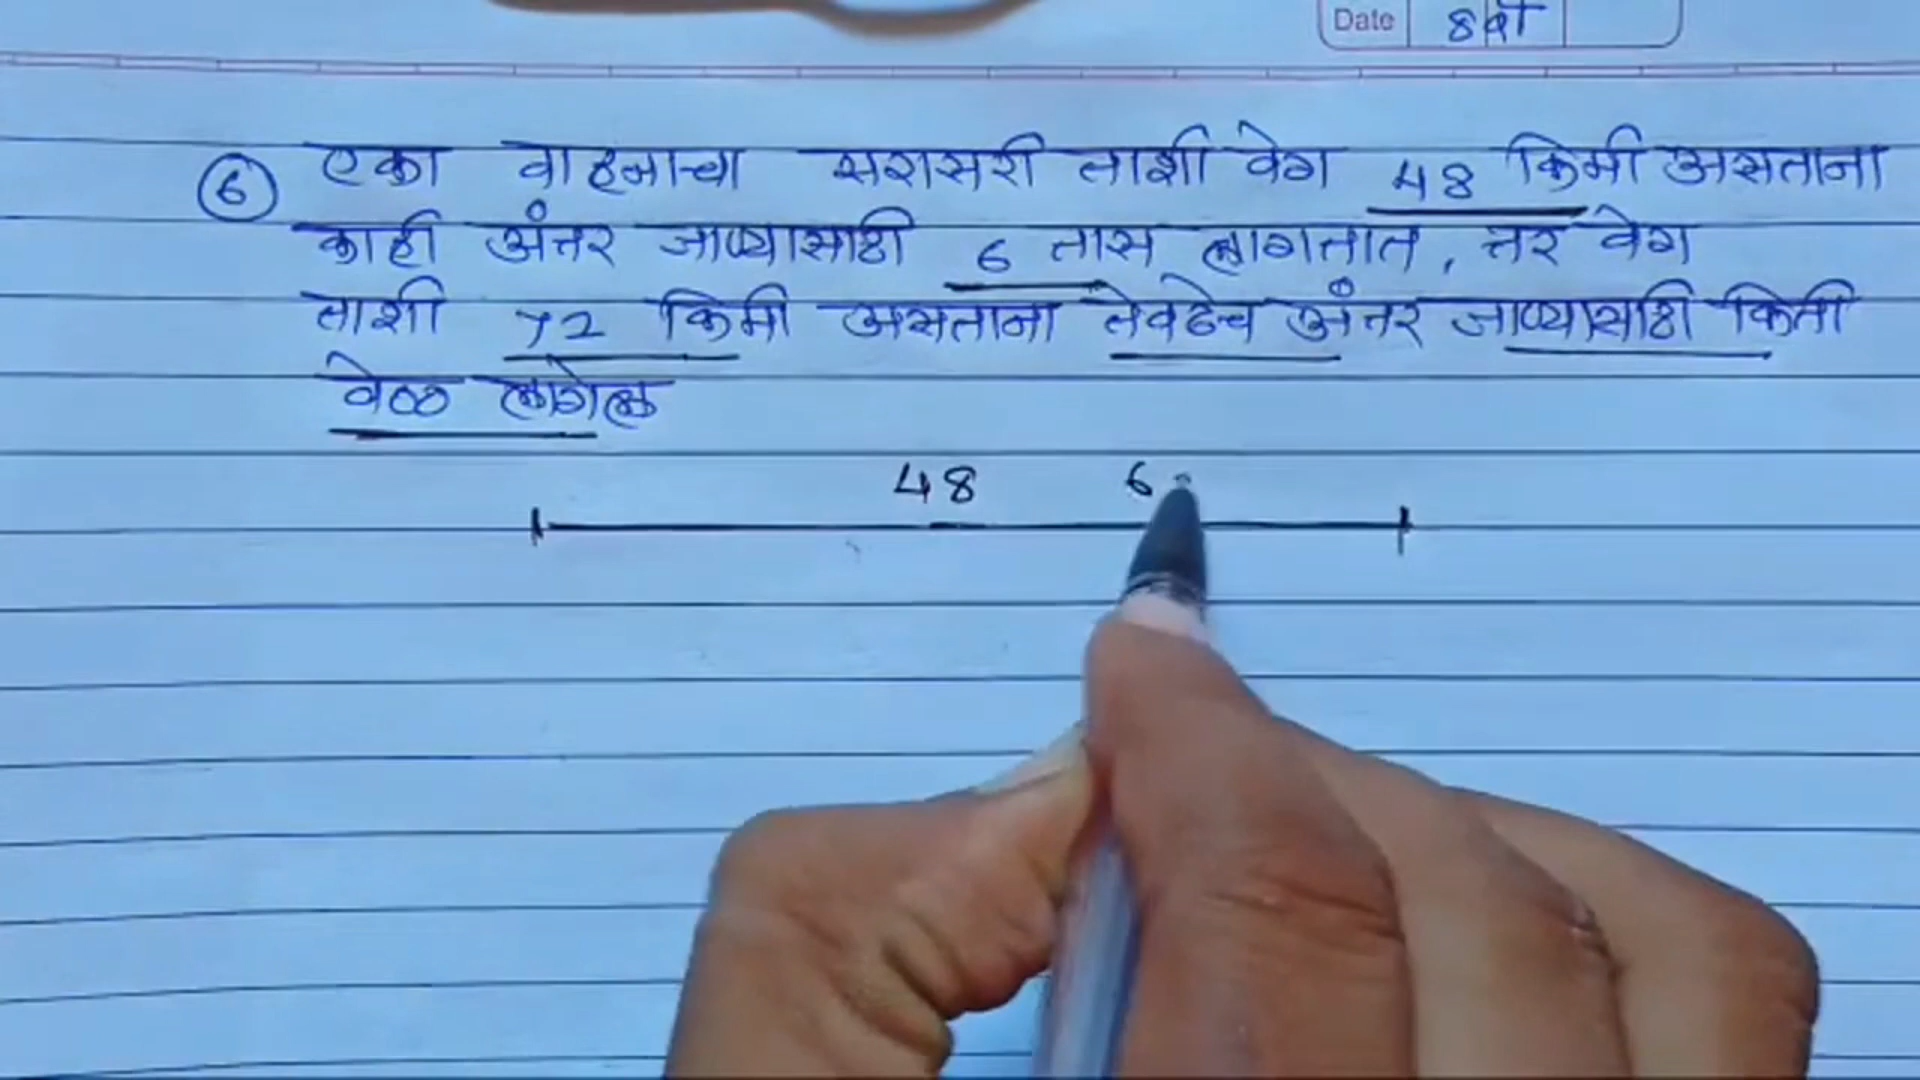 Date 8वी
6 एका वाहनाचा सरासरी ताशी वेग 48 किमी असताना
काही अंतर जाण्यासाठी 6 तास लागतात, तर वेग
ताशी 72 किमी असताना तेवढेच अंतर जाण्यासाठी किती
वेळ लागेल
48 6